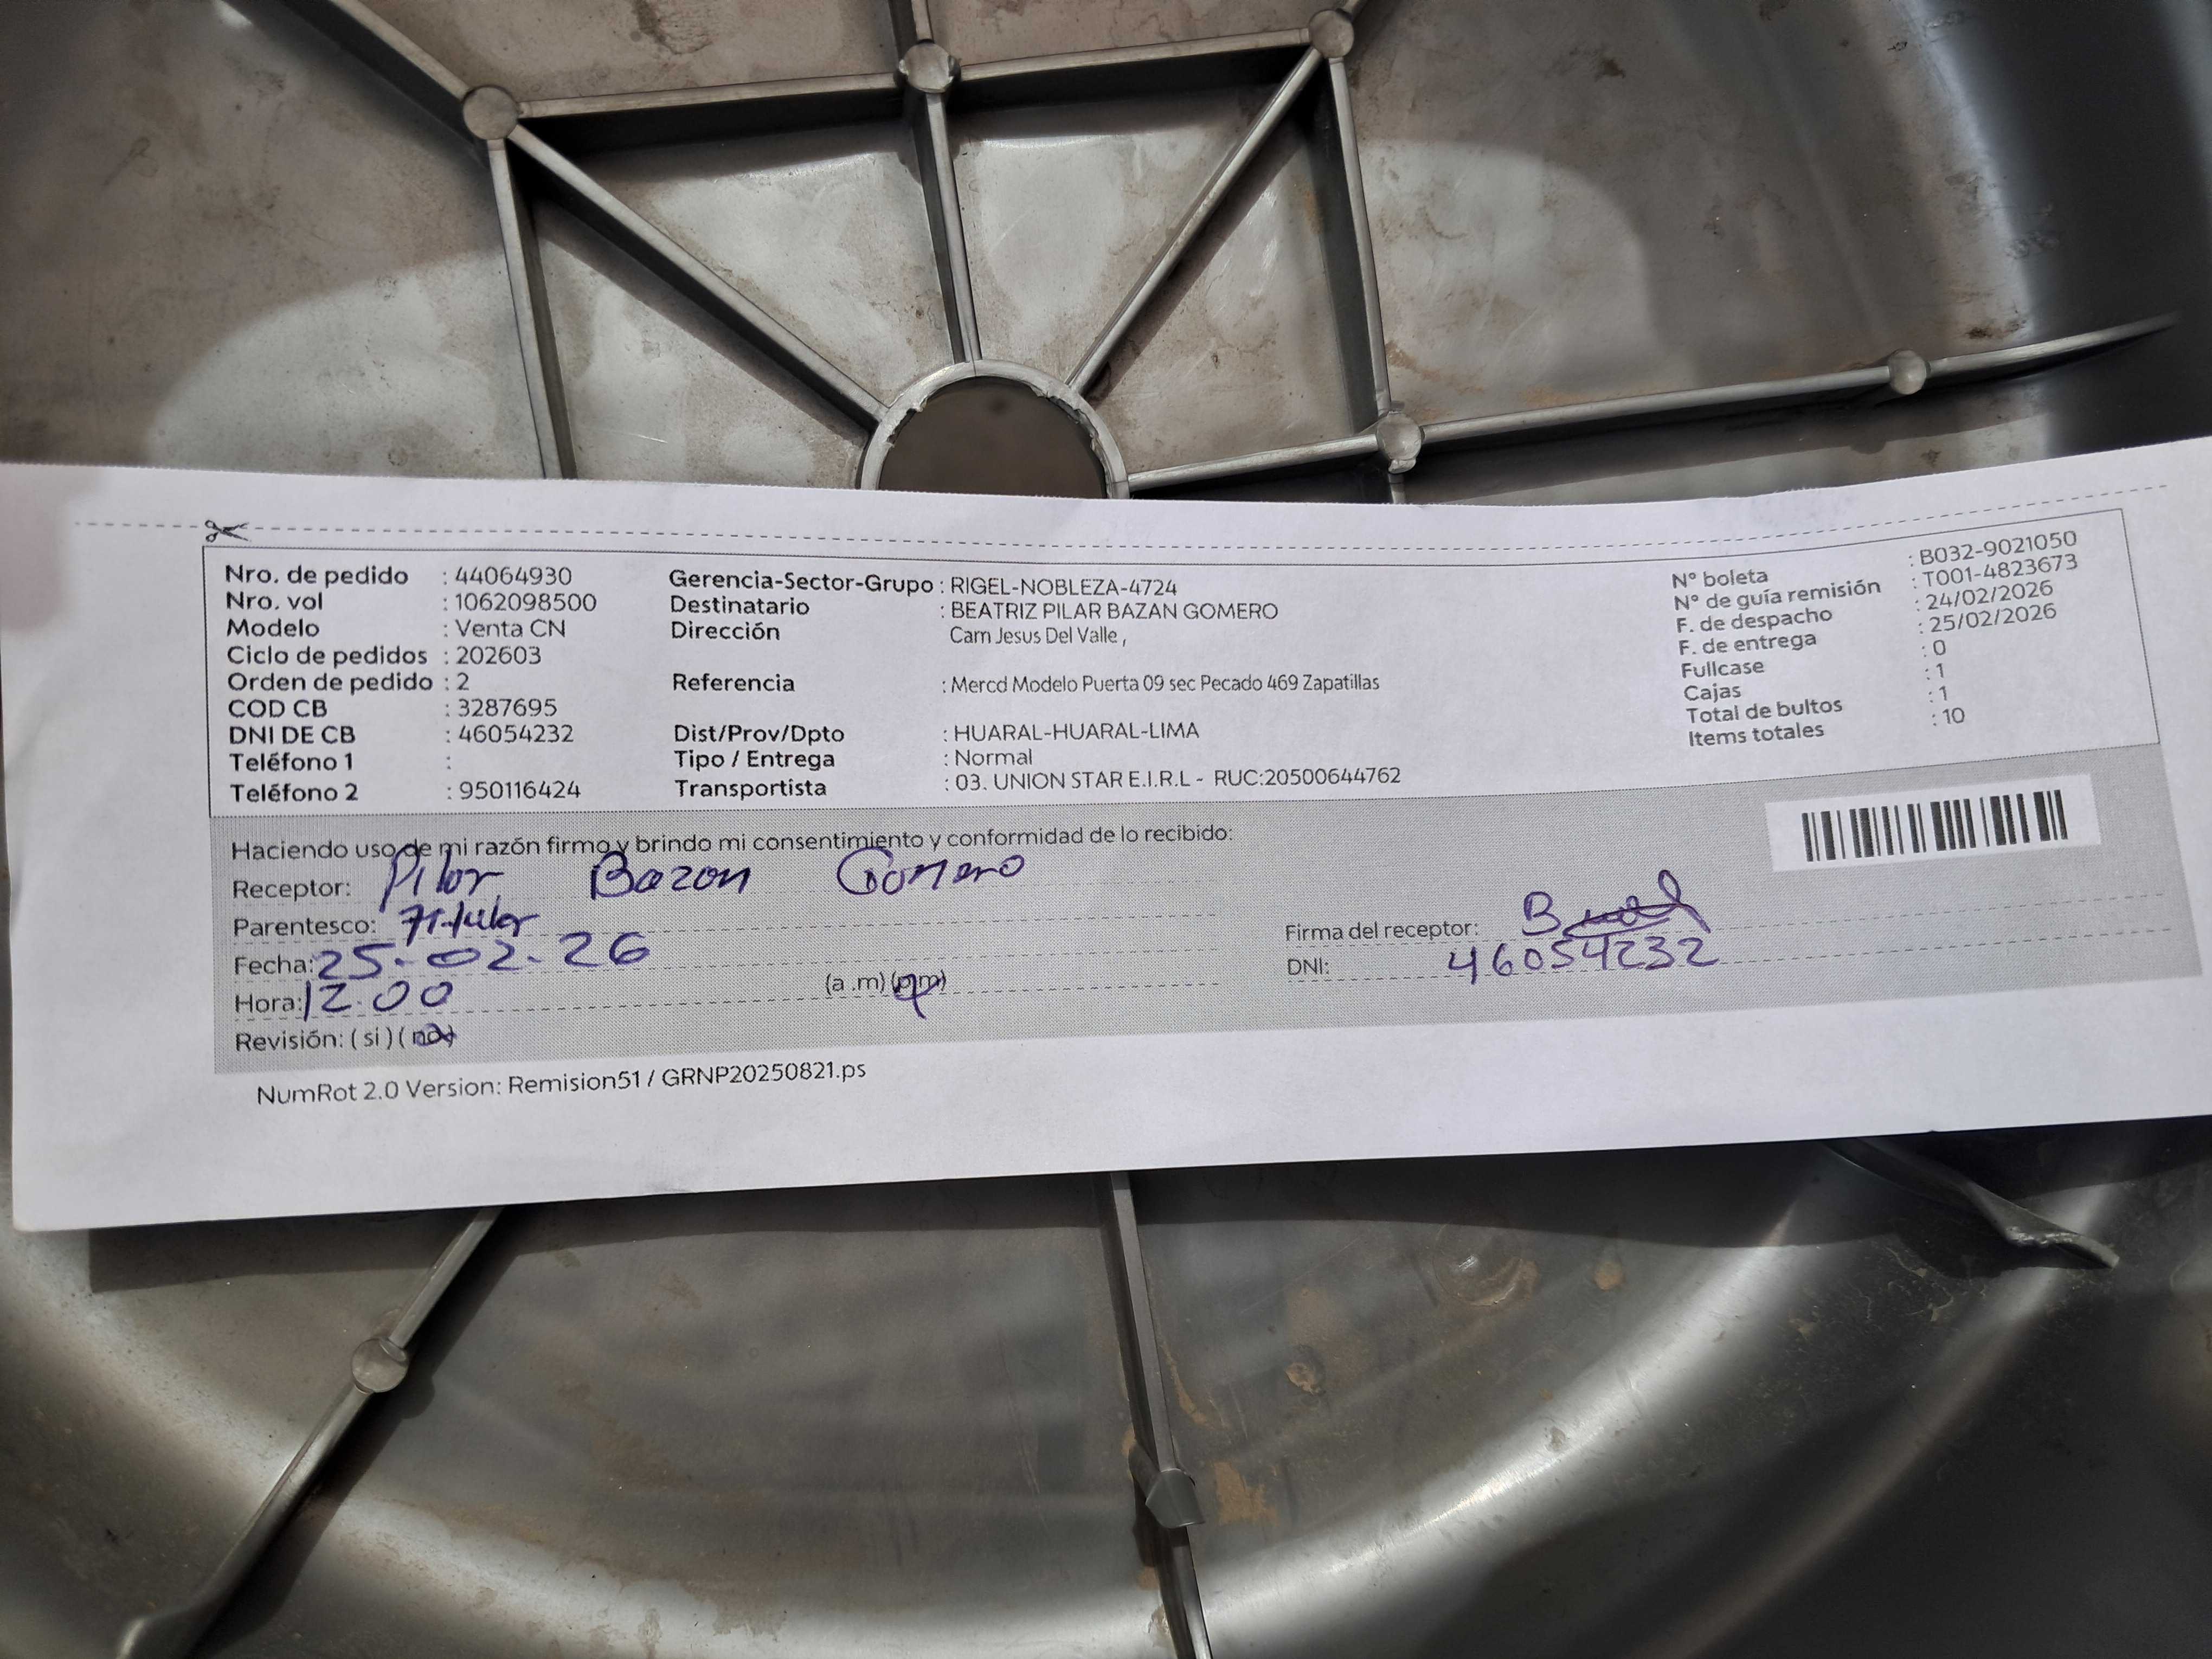 Nro. de pedido : 44064930
Nro. vol : 1062098500
Modelo : Venta CN
Ciclo de pedidos : 202603
Orden de pedido : 2
COD CB : 3287695
DNI DE CB : 46054232
Teléfono 1 :
Teléfono 2 : 950116424
Gerencia-Sector-Grupo : RIGEL-NOBLEZA-4724
Destinatario : BEATRIZ PILAR BAZAN GOMERO
Dirección Cam Jesus Del Valle ,
Referencia : Mercd Modelo Puerta 09 sec Pecado 469 Zapatillas
Dist/Prov/Dpto : HUARAL-HUARAL-LIMA
Tipo / Entrega : Normal
Transportista : 03. UNION STAR E.I.R.L - RUC:20500644762
N° boleta : B032-9021050
N° de guía remisión : T001-4823673
F. de despacho : 24/02/2026
F. de entrega : 25/02/2026
Fullcase : 0
Cajas : 1
Total de bultos : 1
Items totales : 10
Haciendo uso de mi razón firmo y brindo mi consentimiento y conformidad de lo recibido:
Receptor: Pilar Bazan Gomero
Parentesco: Titular
Fecha: 25-02-26
Hora: 12:00 (a .m) (p.m)
Revisión: ( si ) ( no )
Firma del receptor:
DNI: 46054232
NumRot 2.0 Version: Remision51 / GRNP20250821.ps